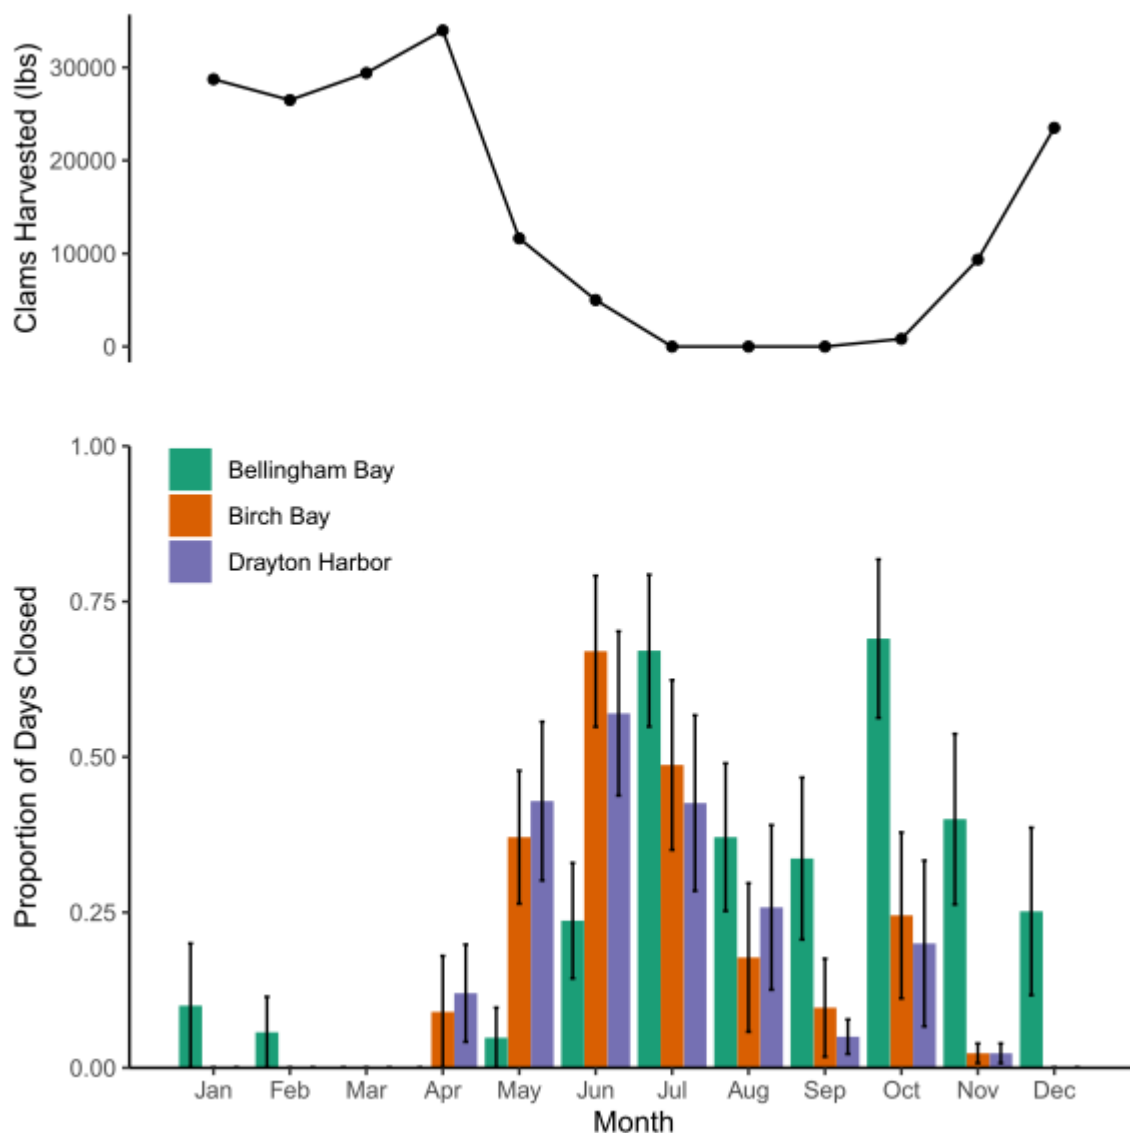 Clams Harvested (lbs)
30000
20000
10000
0
Bellingham Bay
Birch Bay
Drayton Harbor
Proportion of Days Closed
1.00
0.75
0.50
0.25
0.00
Jan Feb Mar Apr May Jun Jul Aug Sep Oct Nov Dec
Month